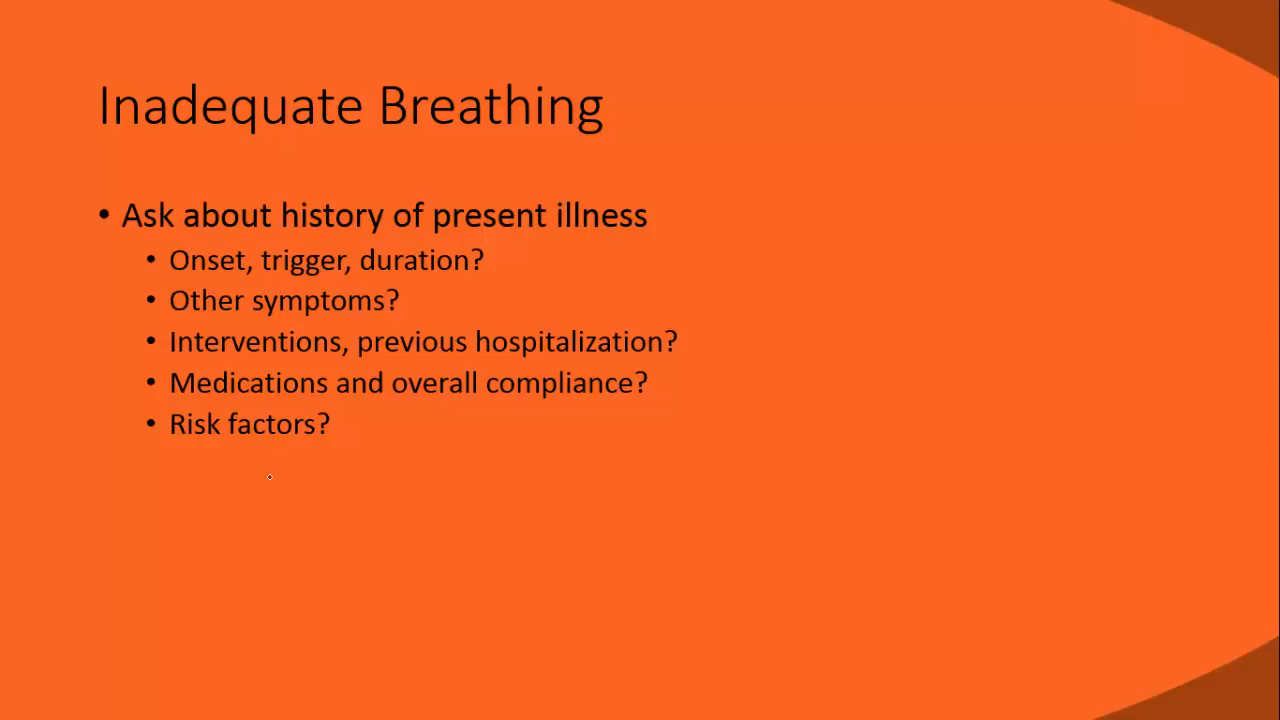 Inadequate Breathing
• Ask about history of present illness
• Onset, trigger, duration?
• Other symptoms?
• Interventions, previous hospitalization?
• Medications and overall compliance?
• Risk factors?